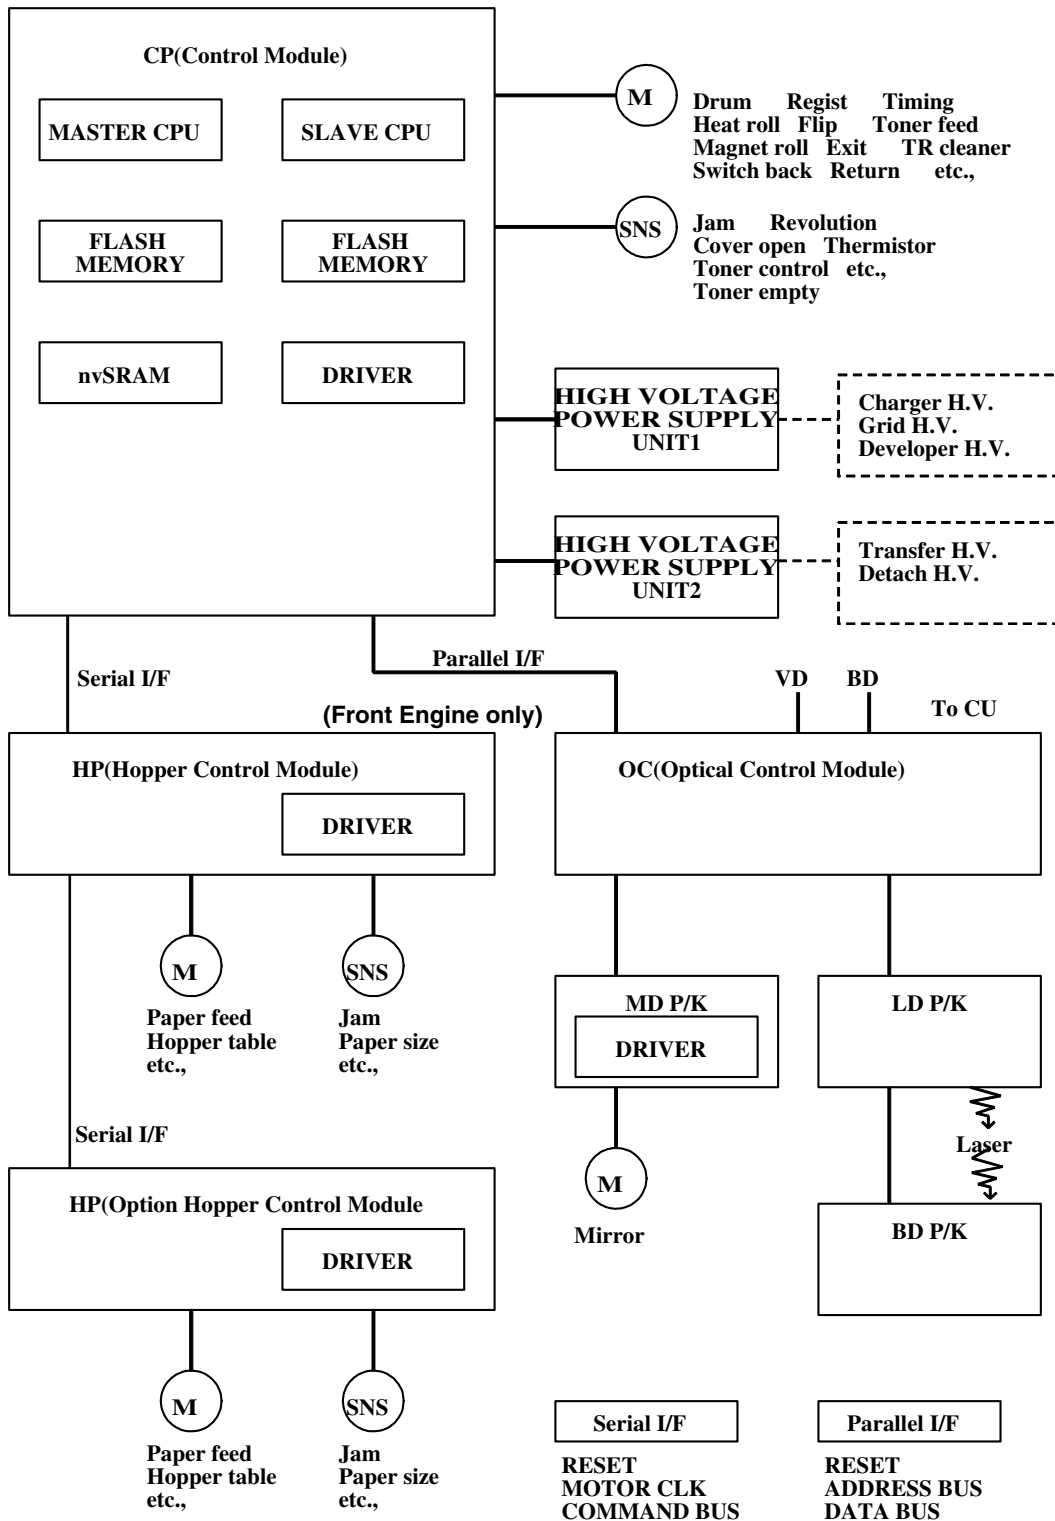 CP(Control Module)
MASTER CPU
SLAVE CPU
FLASH
MEMORY
FLASH
MEMORY
nvSRAM
DRIVER
M
Drum Regist Timing
Heat roll Flip Toner feed
Magnet roll Exit TR cleaner
Switch back Return etc.,
SNS
Jam Revolution
Cover open Thermistor
Toner control etc.,
Toner empty
HIGH VOLTAGE
POWER SUPPLY
UNIT1
Charger H.V.
Grid H.V.
Developer H.V.
HIGH VOLTAGE
POWER SUPPLY
UNIT2
Transfer H.V.
Detach H.V.
Serial I/F
Parallel I/F
(Front Engine only)
VD
BD
To CU
HP(Hopper Control Module)
DRIVER
OC(Optical Control Module)
M
Paper feed
Hopper table
etc.,
SNS
Jam
Paper size
etc.,
MD P/K
DRIVER
LD P/K
Serial I/F
Laser
HP(Option Hopper Control Module
DRIVER
M
Mirror
BD P/K
M
Paper feed
Hopper table
etc.,
SNS
Jam
Paper size
etc.,
Serial I/F
RESET
MOTOR CLK
COMMAND BUS
Parallel I/F
RESET
ADDRESS BUS
DATA BUS